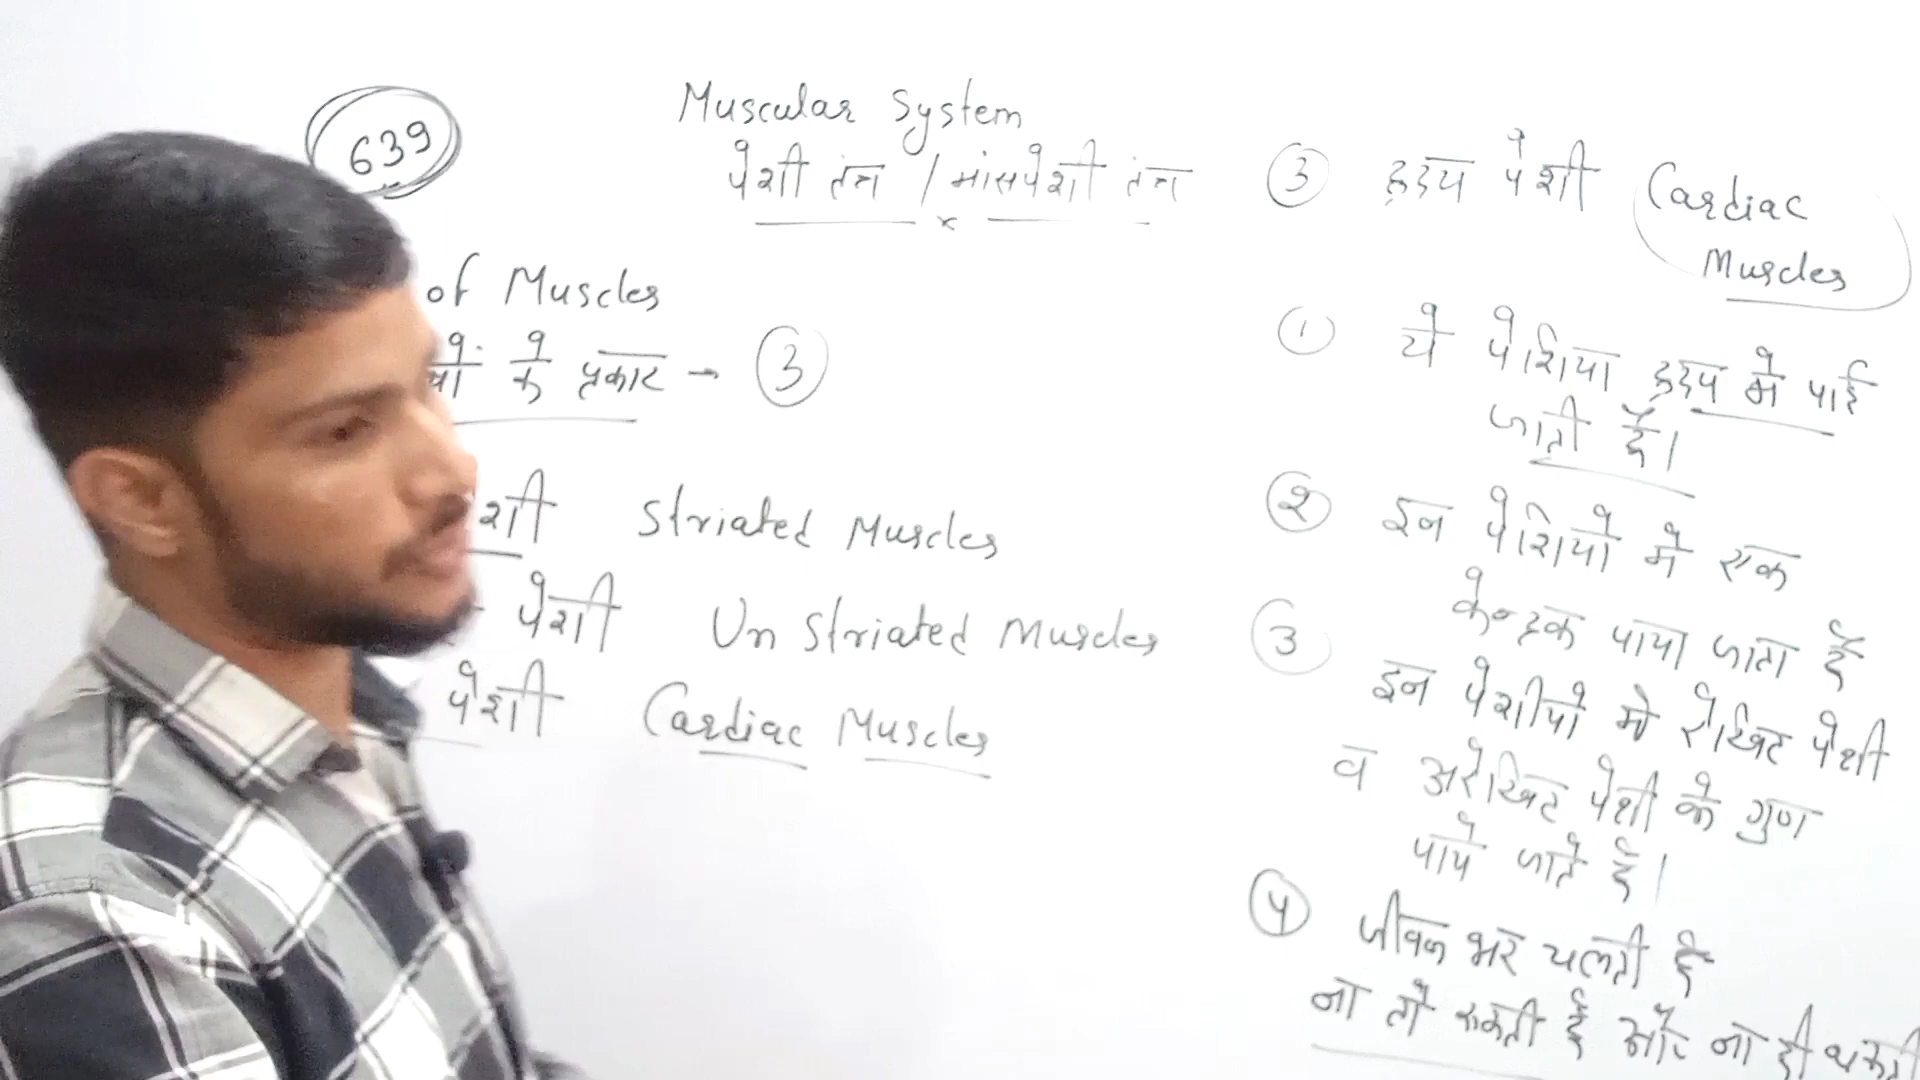 639
Muscular System
पेशी तंत्र / मांसपेशी तंत्र
of Muscles
के प्रकार - 3
शी Striated Muscles
पेशी Un Striated Muscles
पेशी Cardiac Muscles
3 हृदय पेशी Cardiac
Muscles
1 ये पेशिया हृदय मे पाई
जाती है।
2 इन पेशियो मे एक
केन्द्रक पाया जाता है
3 इन पेशीयो मे रेखित पेशी
व अरेखित पेशी के गुण
पाये जाते है।
4 जीवन भर चलती है
ना तो रुकती है और ना ही थकती